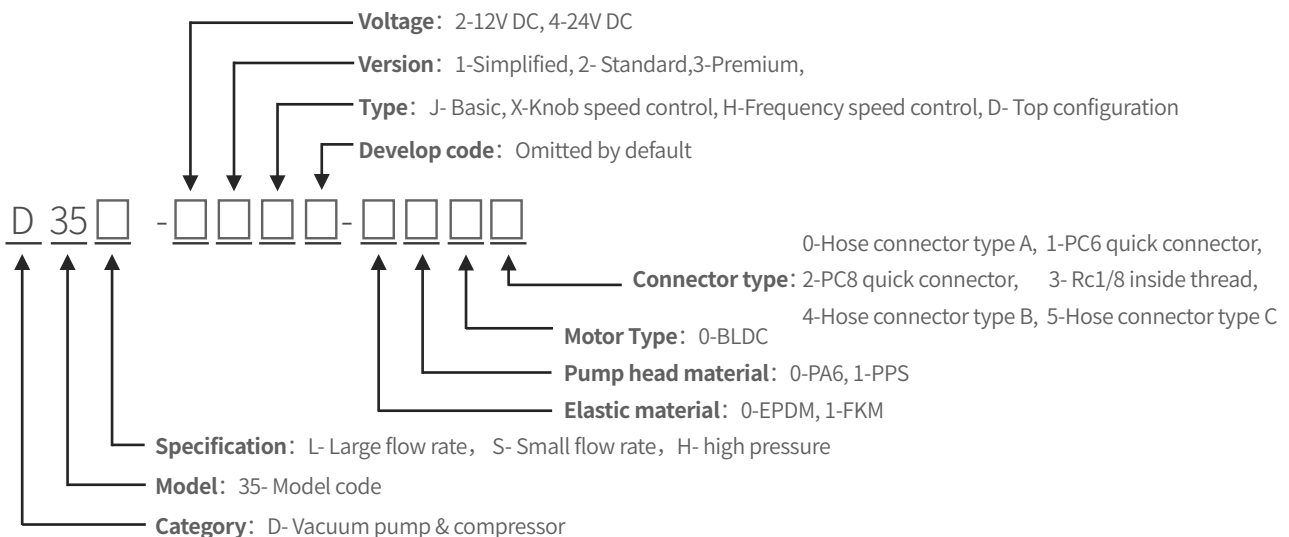 Voltage：2-12V DC, 4-24V DC
Version：1-Simplified, 2- Standard,3-Premium,
Type：J- Basic, X-Knob speed control, H-Frequency speed control, D- Top configuration
Develop code：Omitted by default
D 35□ -□□□□-□□□□
0-Hose connector type A, 1-PC6 quick connector,
Connector type：2-PC8 quick connector, 3- Rc1/8 inside thread,
4-Hose connector type B, 5-Hose connector type C
Motor Type：0-BLDC
Pump head material：0-PA6, 1-PPS
Elastic material：0-EPDM, 1-FKM
Specification：L- Large flow rate，S- Small flow rate，H- high pressure
Model：35- Model code
Category：D- Vacuum pump & compressor